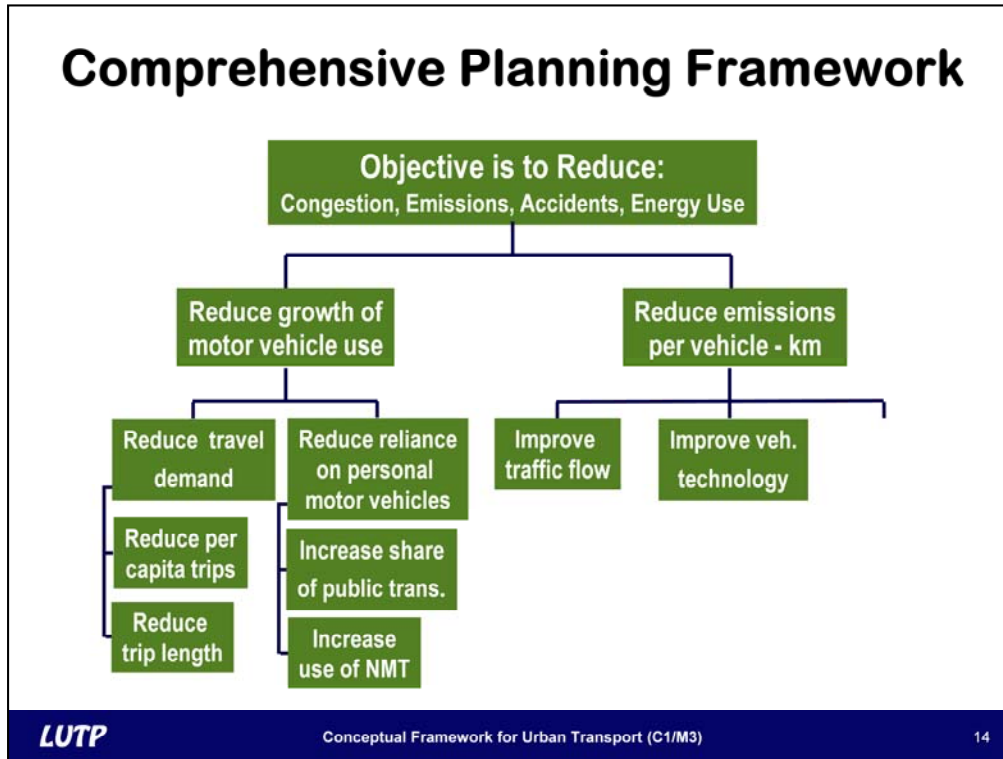 Comprehensive Planning Framework
Objective is to Reduce:
Congestion, Emissions, Accidents, Energy Use
Reduce growth of
motor vehicle use
Reduce emissions
per vehicle - km
Reduce travel
demand
Reduce reliance
on personal
motor vehicles
Improve
traffic flow
Improve veh.
technology
Reduce per
capita trips
Increase share
of public trans.
Reduce
trip length
Increase
use of NMT
LUTP
Conceptual Framework for Urban Transport (C1/M3)
14